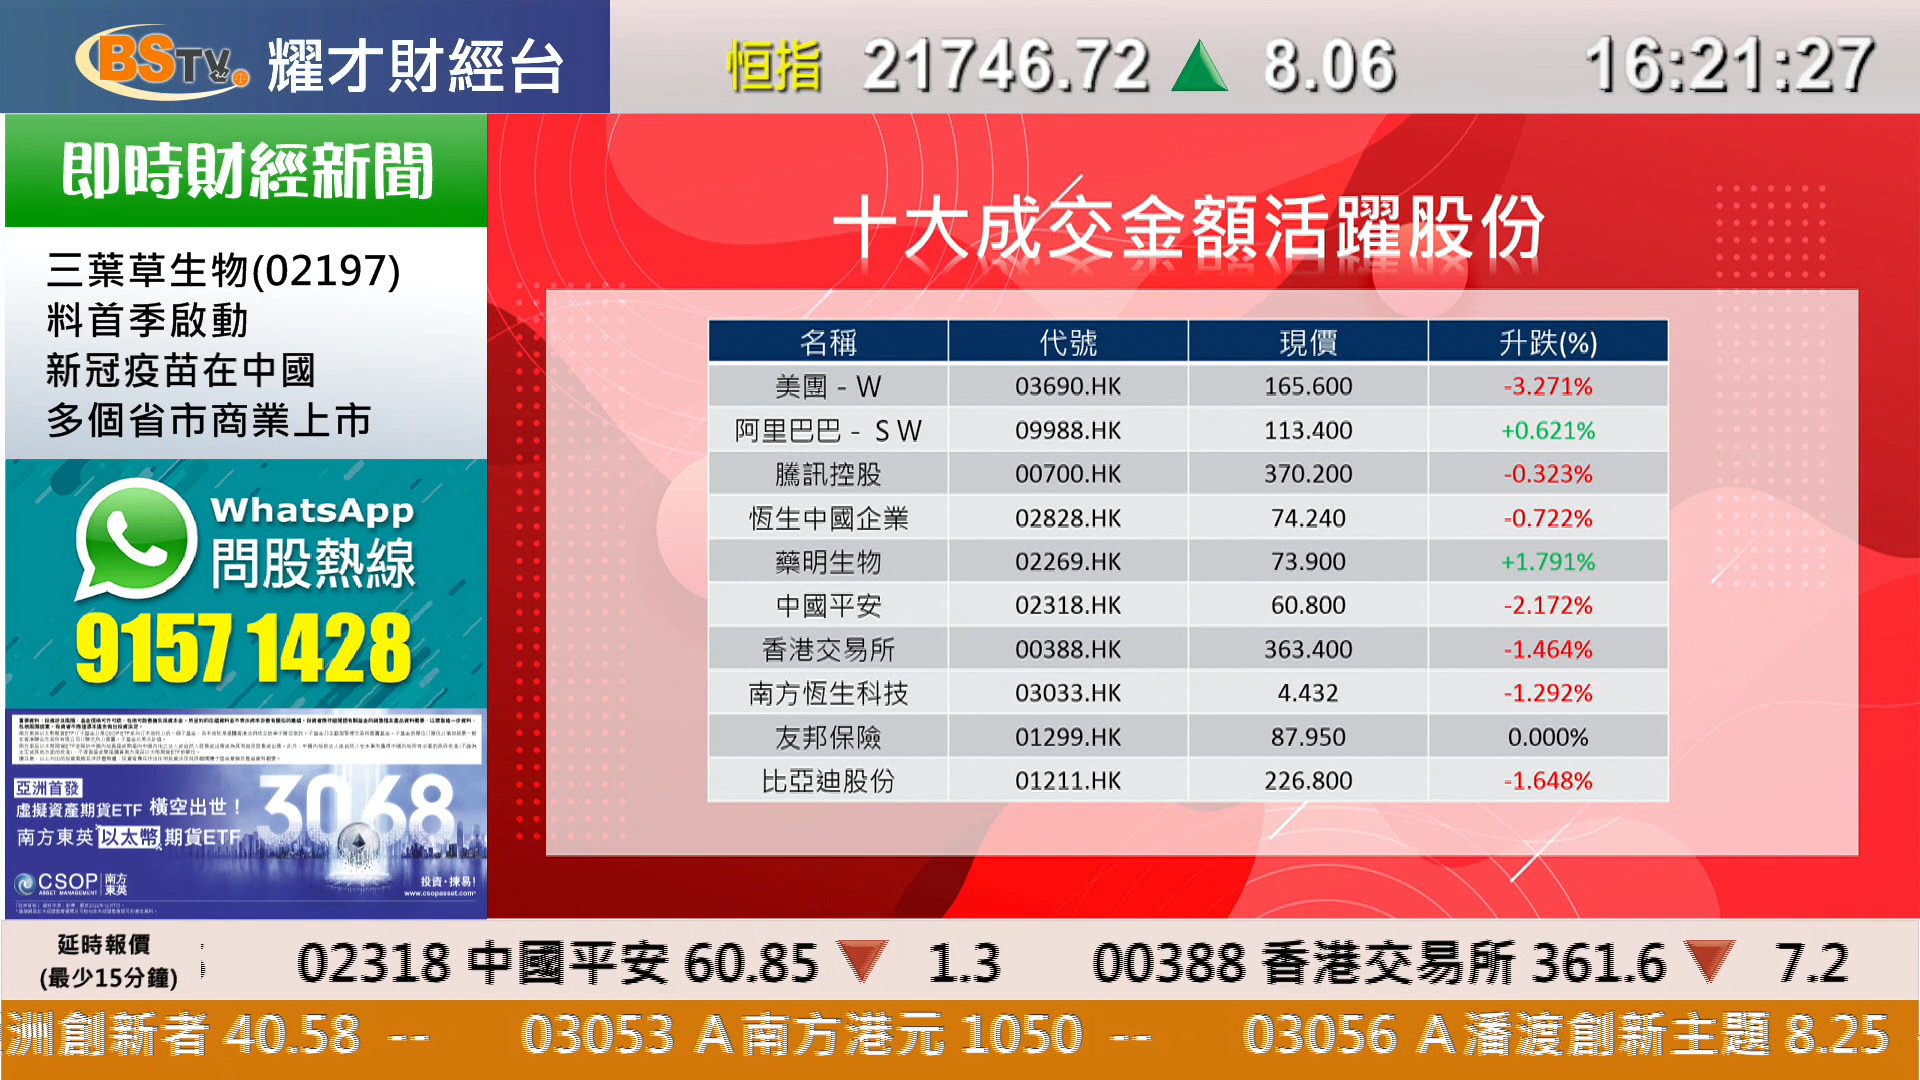 BSTV 耀才財經台
恒指 21746.72 ▲ 8.06 16:21:27
即時財經新聞
三葉草生物(02197)
料首季啟動
新冠疫苗在中國
多個省市商業上市
WhatsApp
問股熱線
9157 1428
亞洲首發
虛擬資產期貨ETF 橫空出世！
南方東英以太幣期貨ETF
3068
CSOP 南方東英
ASSET MANAGEMENT
投資·揀易!
www.csopasset.com
十大成交金額活躍股份
名稱 代號 現價 升跌(%)
美團 - W 03690.HK 165.600 -3.271%
阿里巴巴 - ＳＷ 09988.HK 113.400 +0.621%
騰訊控股 00700.HK 370.200 -0.323%
恆生中國企業 02828.HK 74.240 -0.722%
藥明生物 02269.HK 73.900 +1.791%
中國平安 02318.HK 60.800 -2.172%
香港交易所 00388.HK 363.400 -1.464%
南方恆生科技 03033.HK 4.432 -1.292%
友邦保險 01299.HK 87.950 0.000%
比亞迪股份 01211.HK 226.800 -1.648%
延時報價
(最少15分鐘)
02318 中國平安 60.85 ▼ 1.3 00388 香港交易所 361.6 ▼ 7.2
洲創新者 40.58 -- 03053 A南方港元 1050 -- 03056 A潘渡創新主題 8.25